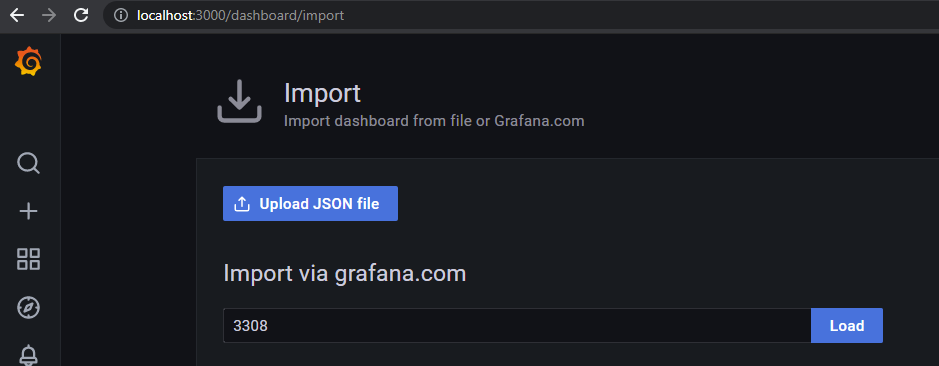 localhost:3000/dashboard/import
Import
Import dashboard from file or Grafana.com
Upload JSON file
Import via grafana.com
3308
Load